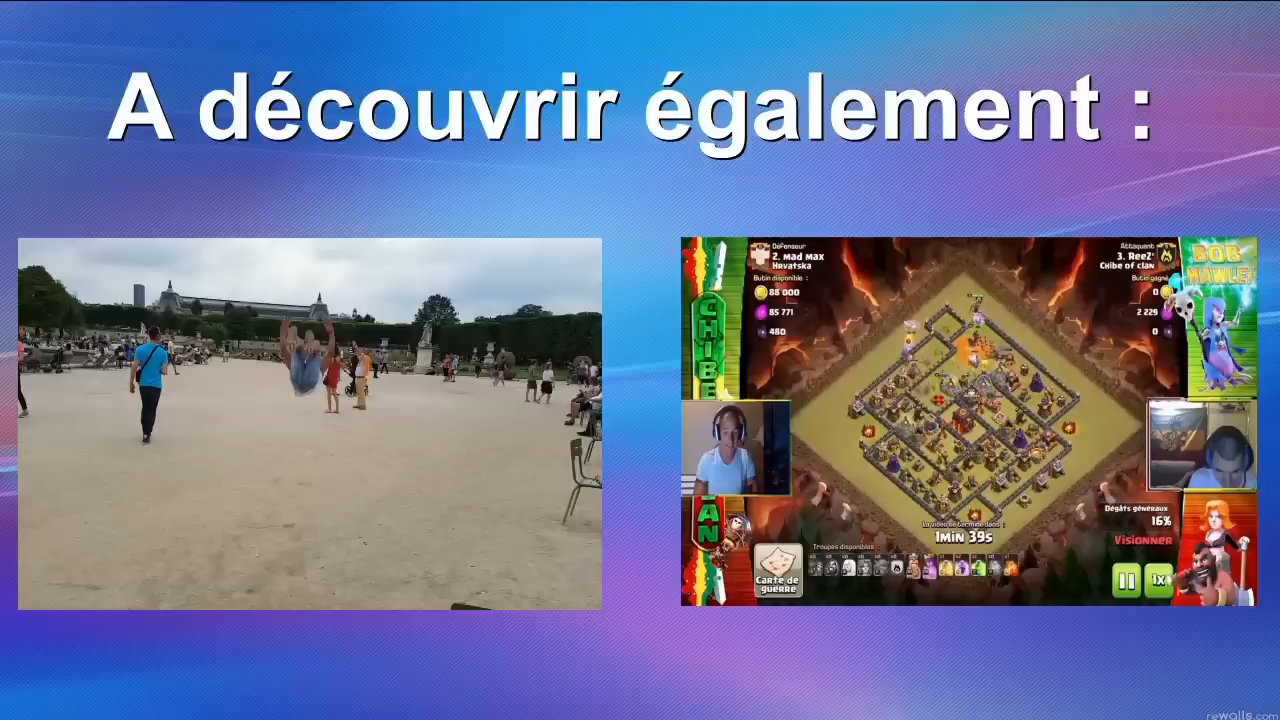 A découvrir également :
Défenseur
2. mad max
Hrvatska
Butin disponible :
88 000
85 771
480
Attaquant
3. ReeZ'
Chibe of clan
Butin gagné
0
2 229
0
BOB
CHIBE
AN
La vidéo se termine dans :
1min 39s
Troupes disponibles :
Carte de
guerre
Dégâts généraux
16%
Visionner
1x
rewalls.com